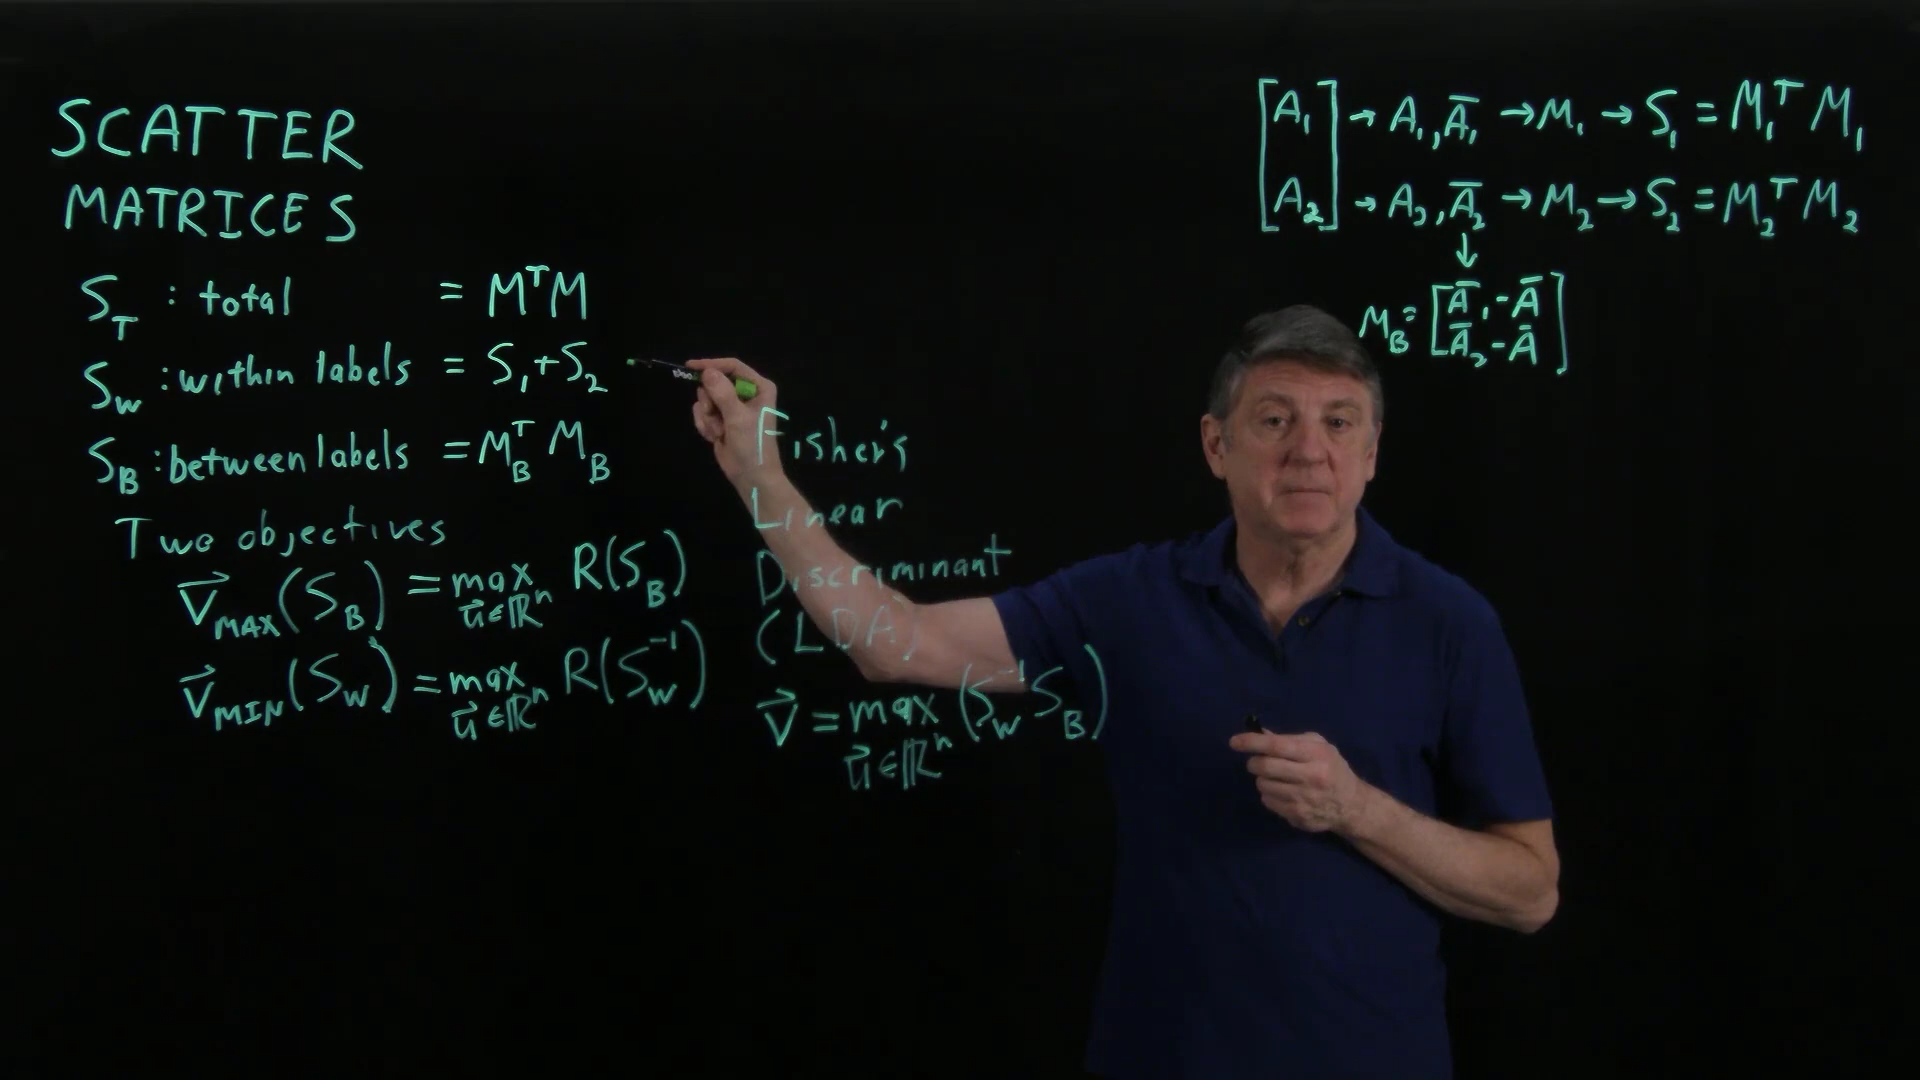 SCATTER
MATRICES
S_T : total = M^T M
S_W : within labels = S_1 + S_2
S_B : between labels = M_B^T M_B
Two objectives
v⃗_MAX (S_B) = max_{u⃗∈ℝ^n} R(S_B)
v⃗_MIN (S_W) = max_{u⃗∈ℝ^n} R(S_W^{-1})
Fisher's
Linear
Discriminant
(LDA)
v⃗ = max_{u⃗∈ℝ^n} (S_W^{-1} S_B)
[A_1 → A_1, Ā_1 → M_1 → S_1 = M_1^T M_1
A_2] → A_2, Ā_2 → M_2 → S_2 = M_2^T M_2
↓
M_B = [Ā_1 - Ā
Ā_2 - Ā]